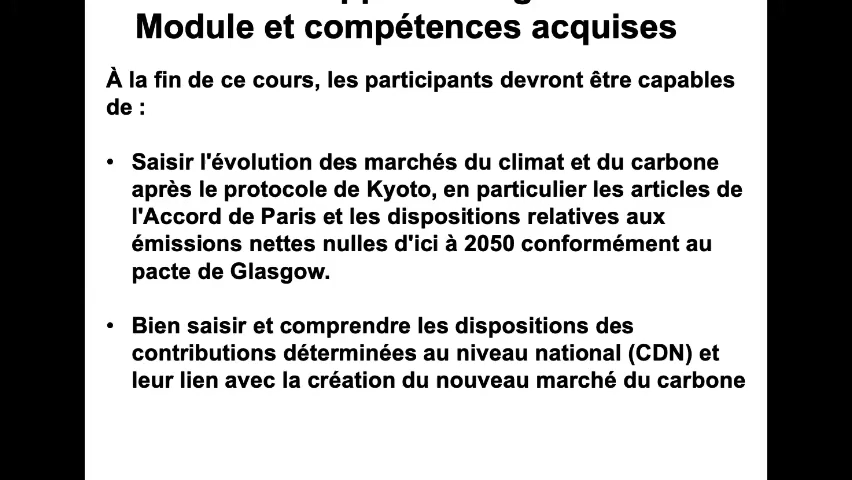 Module et compétences acquises
À la fin de ce cours, les participants devront être capables
de :
• Saisir l'évolution des marchés du climat et du carbone
après le protocole de Kyoto, en particulier les articles de
l'Accord de Paris et les dispositions relatives aux
émissions nettes nulles d'ici à 2050 conformément au
pacte de Glasgow.
• Bien saisir et comprendre les dispositions des
contributions déterminées au niveau national (CDN) et
leur lien avec la création du nouveau marché du carbone